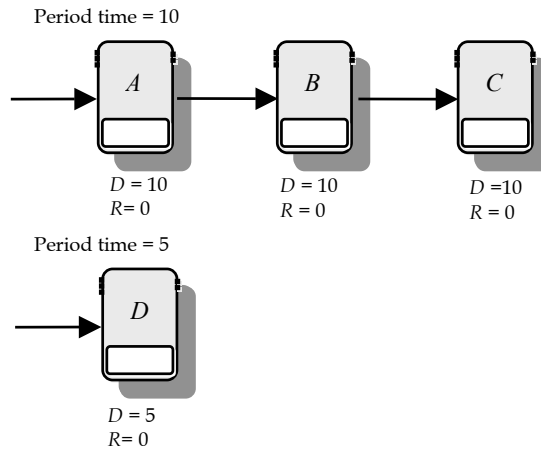 Period time = 10
A B C
D = 10 D = 10 D =10
R= 0 R = 0 R = 0
Period time = 5
D
D = 5
R= 0